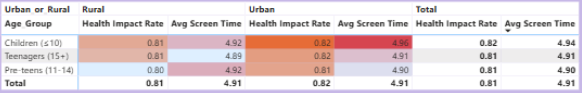 Urban or Rural Rural Urban Total
Age Group Health Impact Rate Avg Screen Time Health Impact Rate Avg Screen Time Health Impact Rate Avg Screen Time
Children (≤10) 0.81 4.92 0.82 4.96 0.82 4.94
Teenagers (15+) 0.81 4.89 0.82 4.91 0.81 4.91
Pre-teens (11-14) 0.80 4.92 0.81 4.90 0.81 4.90
Total 0.81 4.91 0.82 4.91 0.81 4.91